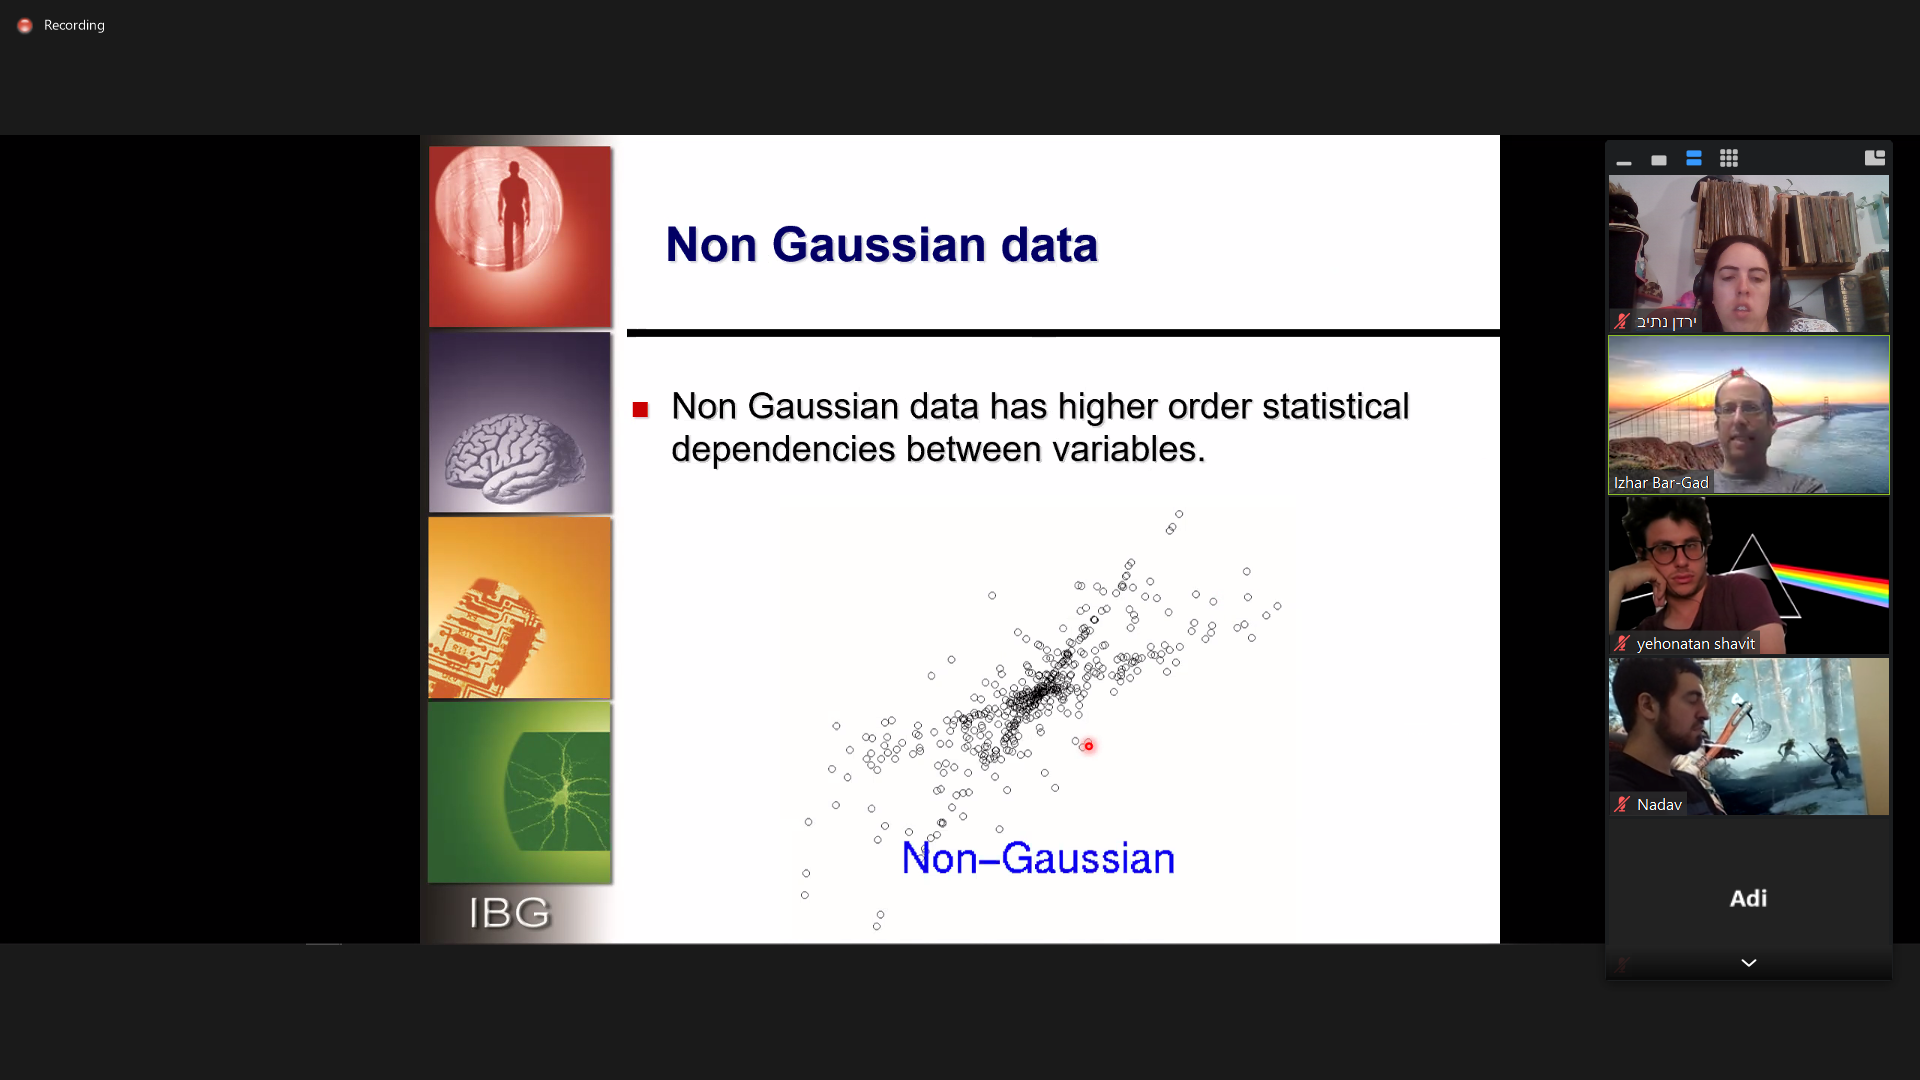 Recording
Non Gaussian data
Non Gaussian data has higher order statistical
dependencies between variables.
Non-Gaussian
IBG
ירדן נתיב
Izhar Bar-Gad
yehonatan shavit
Nadav
Adi